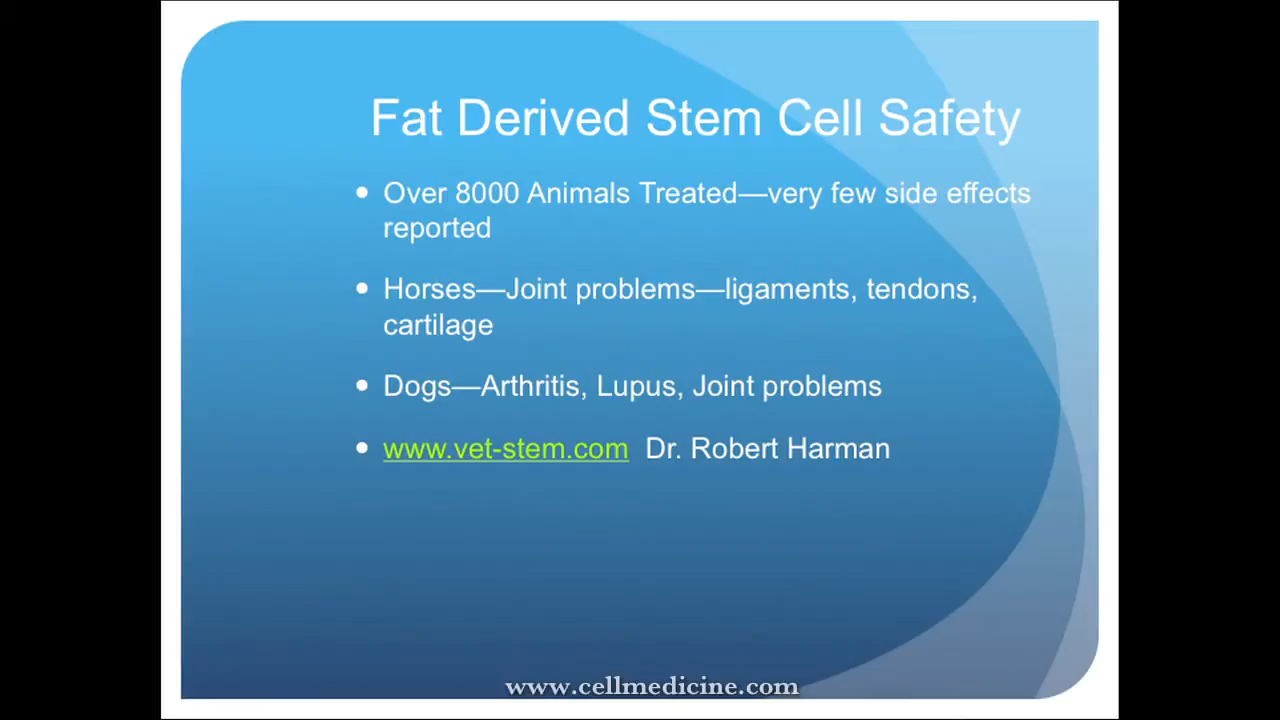 Fat Derived Stem Cell Safety
• Over 8000 Animals Treated—very few side effects
reported
• Horses—Joint problems—ligaments, tendons,
cartilage
• Dogs—Arthritis, Lupus, Joint problems
• www.vet-stem.com Dr. Robert Harman
www.cellmedicine.com